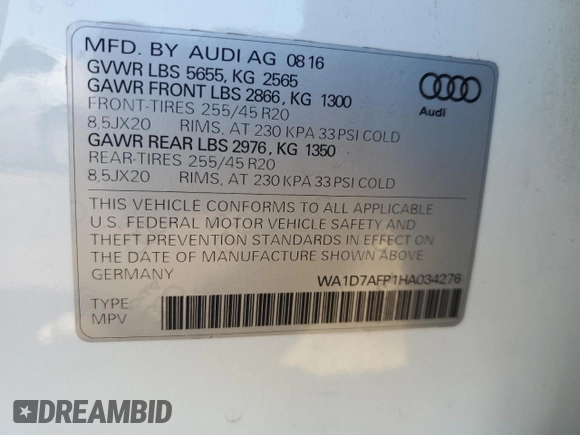 MFD. BY AUDI AG 08 16
GVWR LBS 5655, KG 2565
GAWR FRONT LBS 2866, KG 1300
FRONT-TIRES 255/45 R20
8,5JX20 RIMS, AT 230 KPA 33 PSI COLD
GAWR REAR LBS 2976, KG 1350
REAR-TIRES 255/45 R20
8,5JX20 RIMS, AT 230 KPA 33 PSI COLD
Audi
THIS VEHICLE CONFORMS TO ALL APPLICABLE
U.S. FEDERAL MOTOR VEHICLE SAFETY AND
THEFT PREVENTION STANDARDS IN EFFECT ON
THE DATE OF MANUFACTURE SHOWN ABOVE
GERMANY
WA1D7AFP1HA034276
TYPE
MPV
DREAMBID